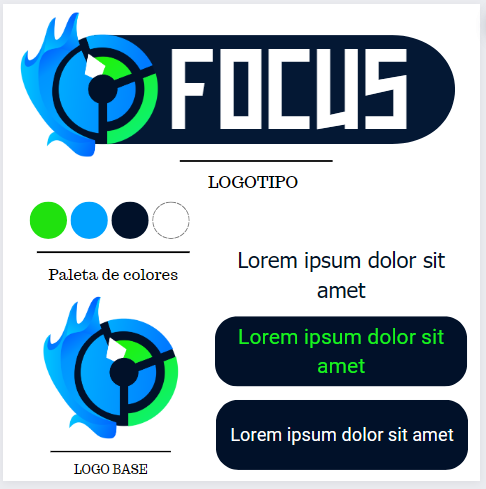 FOCUS
LOGOTIPO
Paleta de colores
Lorem ipsum dolor sit
amet
Lorem ipsum dolor sit
amet
Lorem ipsum dolor sit amet
LOGO BASE